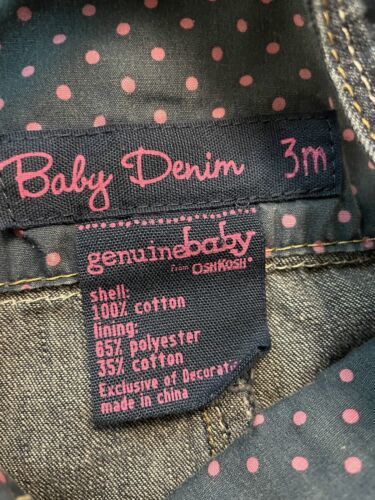 Baby Denim 3m
genuinebaby
from OSHKOSH
shell:
100% cotton
lining:
65% polyester
35% cotton
Exclusive of Decorati
made in china